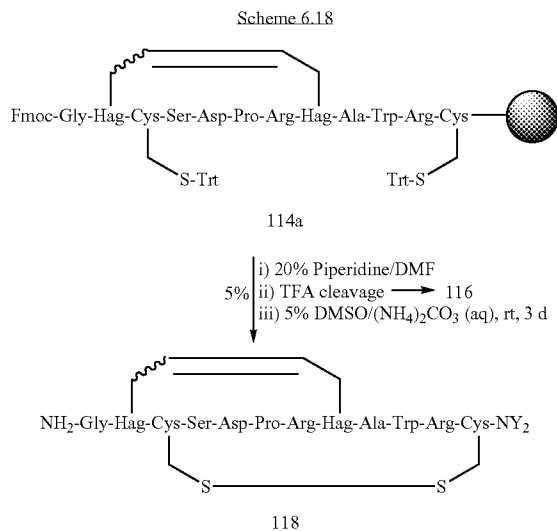 Scheme 6.18
Fmoc-Gly-Hag-Cys-Ser-Asp-Pro-Arg-Hag-Ala-Trp-Arg-Cys
S-Trt
Trt-S
114a
5%
i) 20% Piperidine/DMF
ii) TFA cleavage
116
iii) 5% DMSO/(NH4)2CO3 (aq), rt, 3 d
NH2-Gly-Hag-Cys-Ser-Asp-Pro-Arg-Hag-Ala-Trp-Arg-Cys-NY2
S
S
118